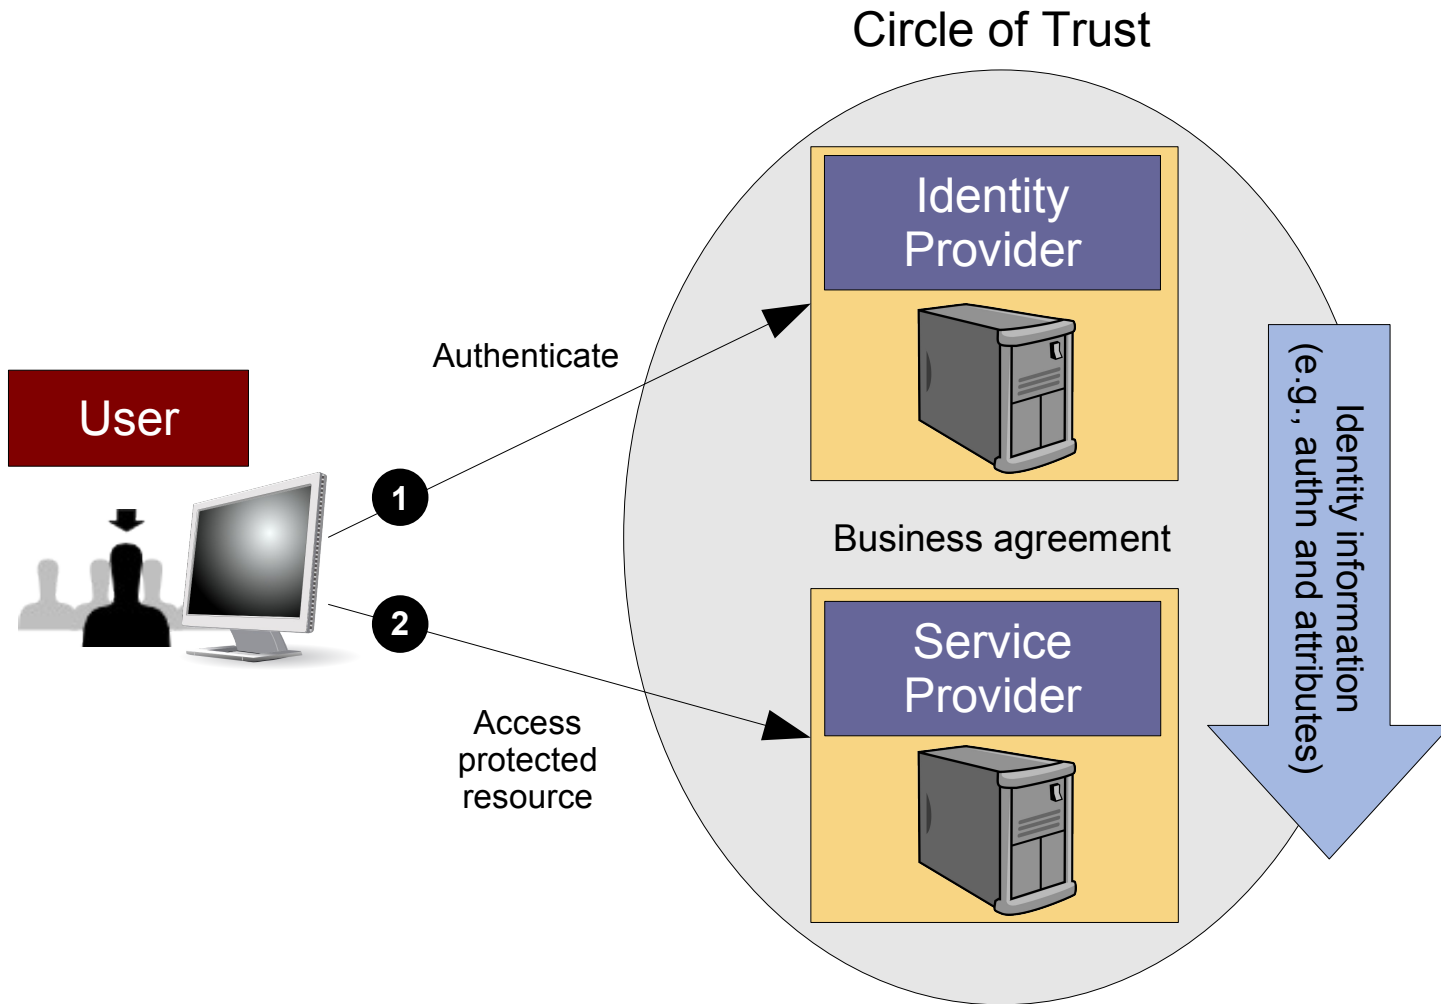 Circle of Trust
Identity
Provider
Authenticate
User
1
Business agreement
Identity information
(e.g., authn and attributes)
2
Service
Provider
Access
protected
resource